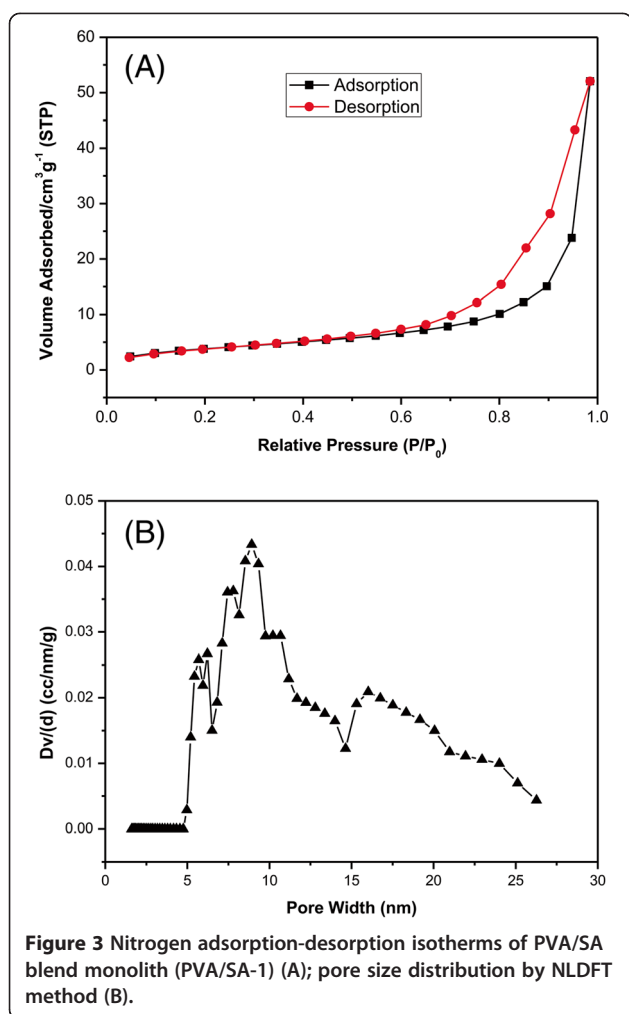 60
50
40
30
20
10
0
Volume Adsorbed/cm³g⁻¹ (STP)
(A)
Adsorption
Desorption
0.0 0.2 0.4 0.6 0.8 1.0
Relative Pressure (P/P₀)
0.05
0.04
0.03
0.02
0.01
0.00
Dv/(d) (cc/nm/g)
(B)
0 5 10 15 20 25 30
Pore Width (nm)
Figure 3 Nitrogen adsorption-desorption isotherms of PVA/SA
blend monolith (PVA/SA-1) (A); pore size distribution by NLDFT
method (B).